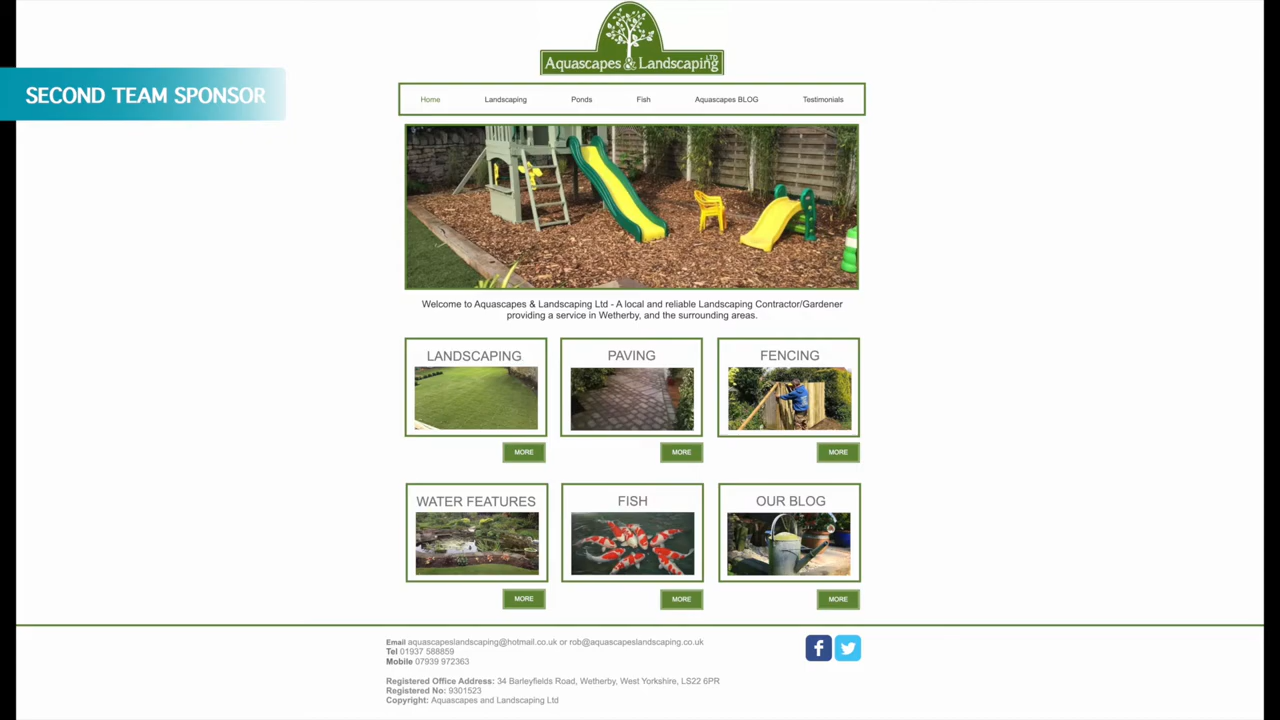 Aquascapes & Landscaping LTD
SECOND TEAM SPONSOR
Home Landscaping Ponds Fish Aquascapes BLOG Testimonials
Welcome to Aquascapes & Landscaping Ltd - A local and reliable Landscaping Contractor/Gardener
providing a service in Wetherby, and the surrounding areas.
LANDSCAPING PAVING FENCING
MORE MORE MORE
WATER FEATURES FISH OUR BLOG
MORE MORE MORE
Email aquascapeslandscaping@hotmail.co.uk or rob@aquascapeslandscaping.co.uk
Tel 01937 588859
Mobile 07939 972363
Registered Office Address: 34 Barleyfields Road, Wetherby, West Yorkshire, LS22 6PR
Registered No: 9301523
Copyright: Aquascapes and Landscaping Ltd